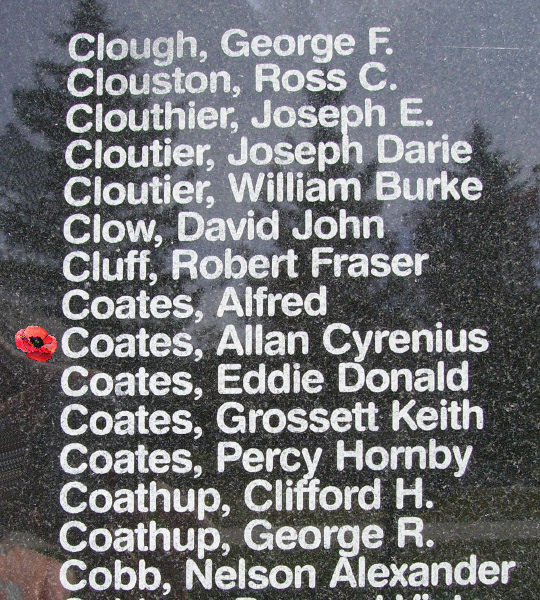 Clough, George F.
Clouston, Ross C.
Clouthier, Joseph E.
Cloutier, Joseph Darie
Cloutier, William Burke
Clow, David John
Cluff, Robert Fraser
Coates, Alfred
Coates, Allan Cyrenius
Coates, Eddie Donald
Coates, Grossett Keith
Coates, Percy Hornby
Coathup, Clifford H.
Coathup, George R.
Cobb, Nelson Alexander